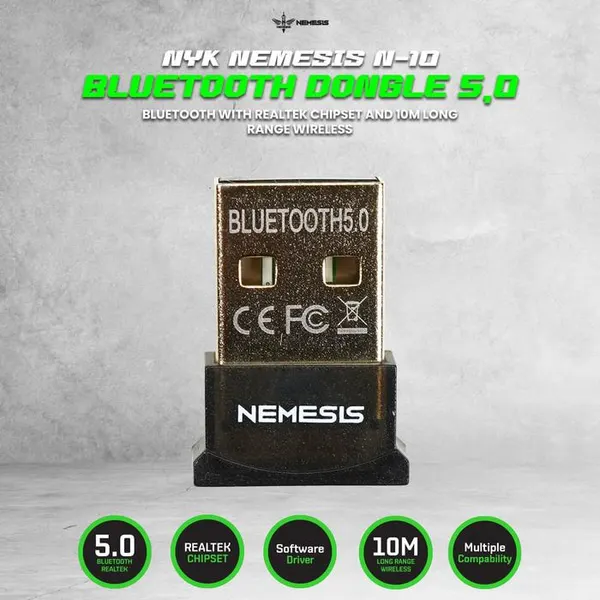 NEMESIS
NYK NEMESIS N-10
BLUETOOTH DONGLE 5,0
BLUETOOTH WITH REALTEK CHIPSET AND 10M LONG
RANGE WIRELESS
BLUETOOTH5.0
CE FC
NEMESIS
5.0
BLUETOOTH
REALTEK
REALTEK
CHIPSET
Software
Driver
10M
LONG RANGE
WIRELESS
Multiple
Compability